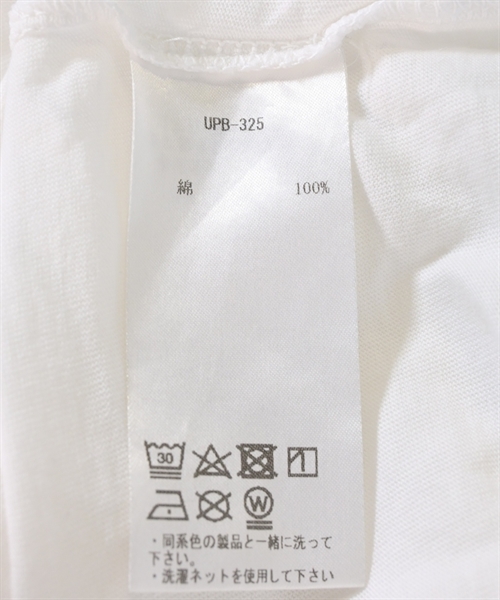 UPB-325
綿 100%
30
W
・同系色の製品と一緒に洗って
下さい。
・洗濯ネットを使用して下さい